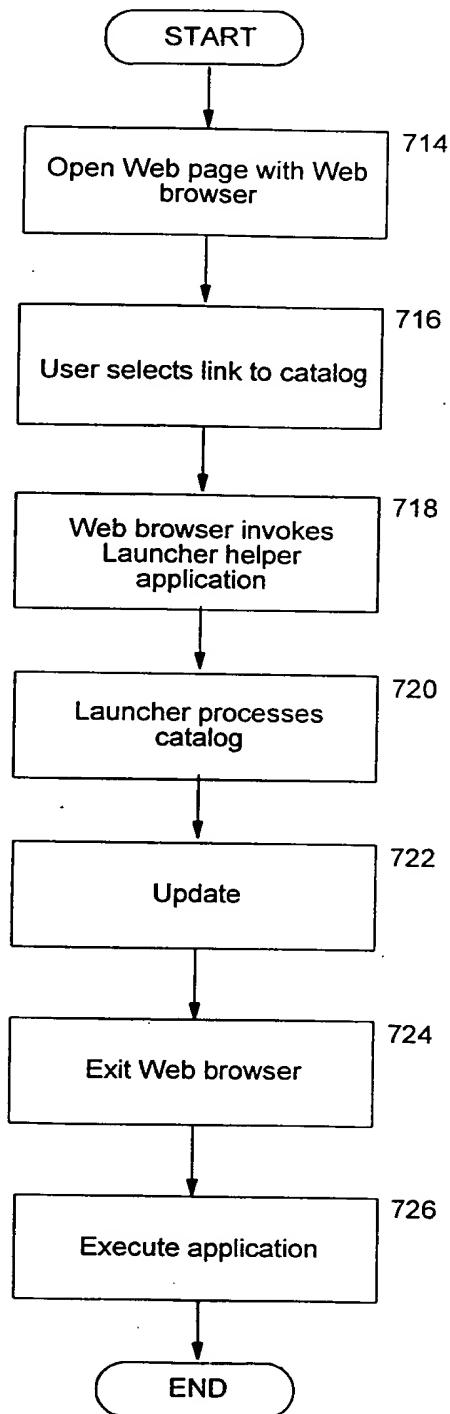 START
714
Open Web page with Web
browser
716
User selects link to catalog
718
Web browser invokes
Launcher helper
application
720
Launcher processes
catalog
722
Update
724
Exit Web browser
726
Execute application
END